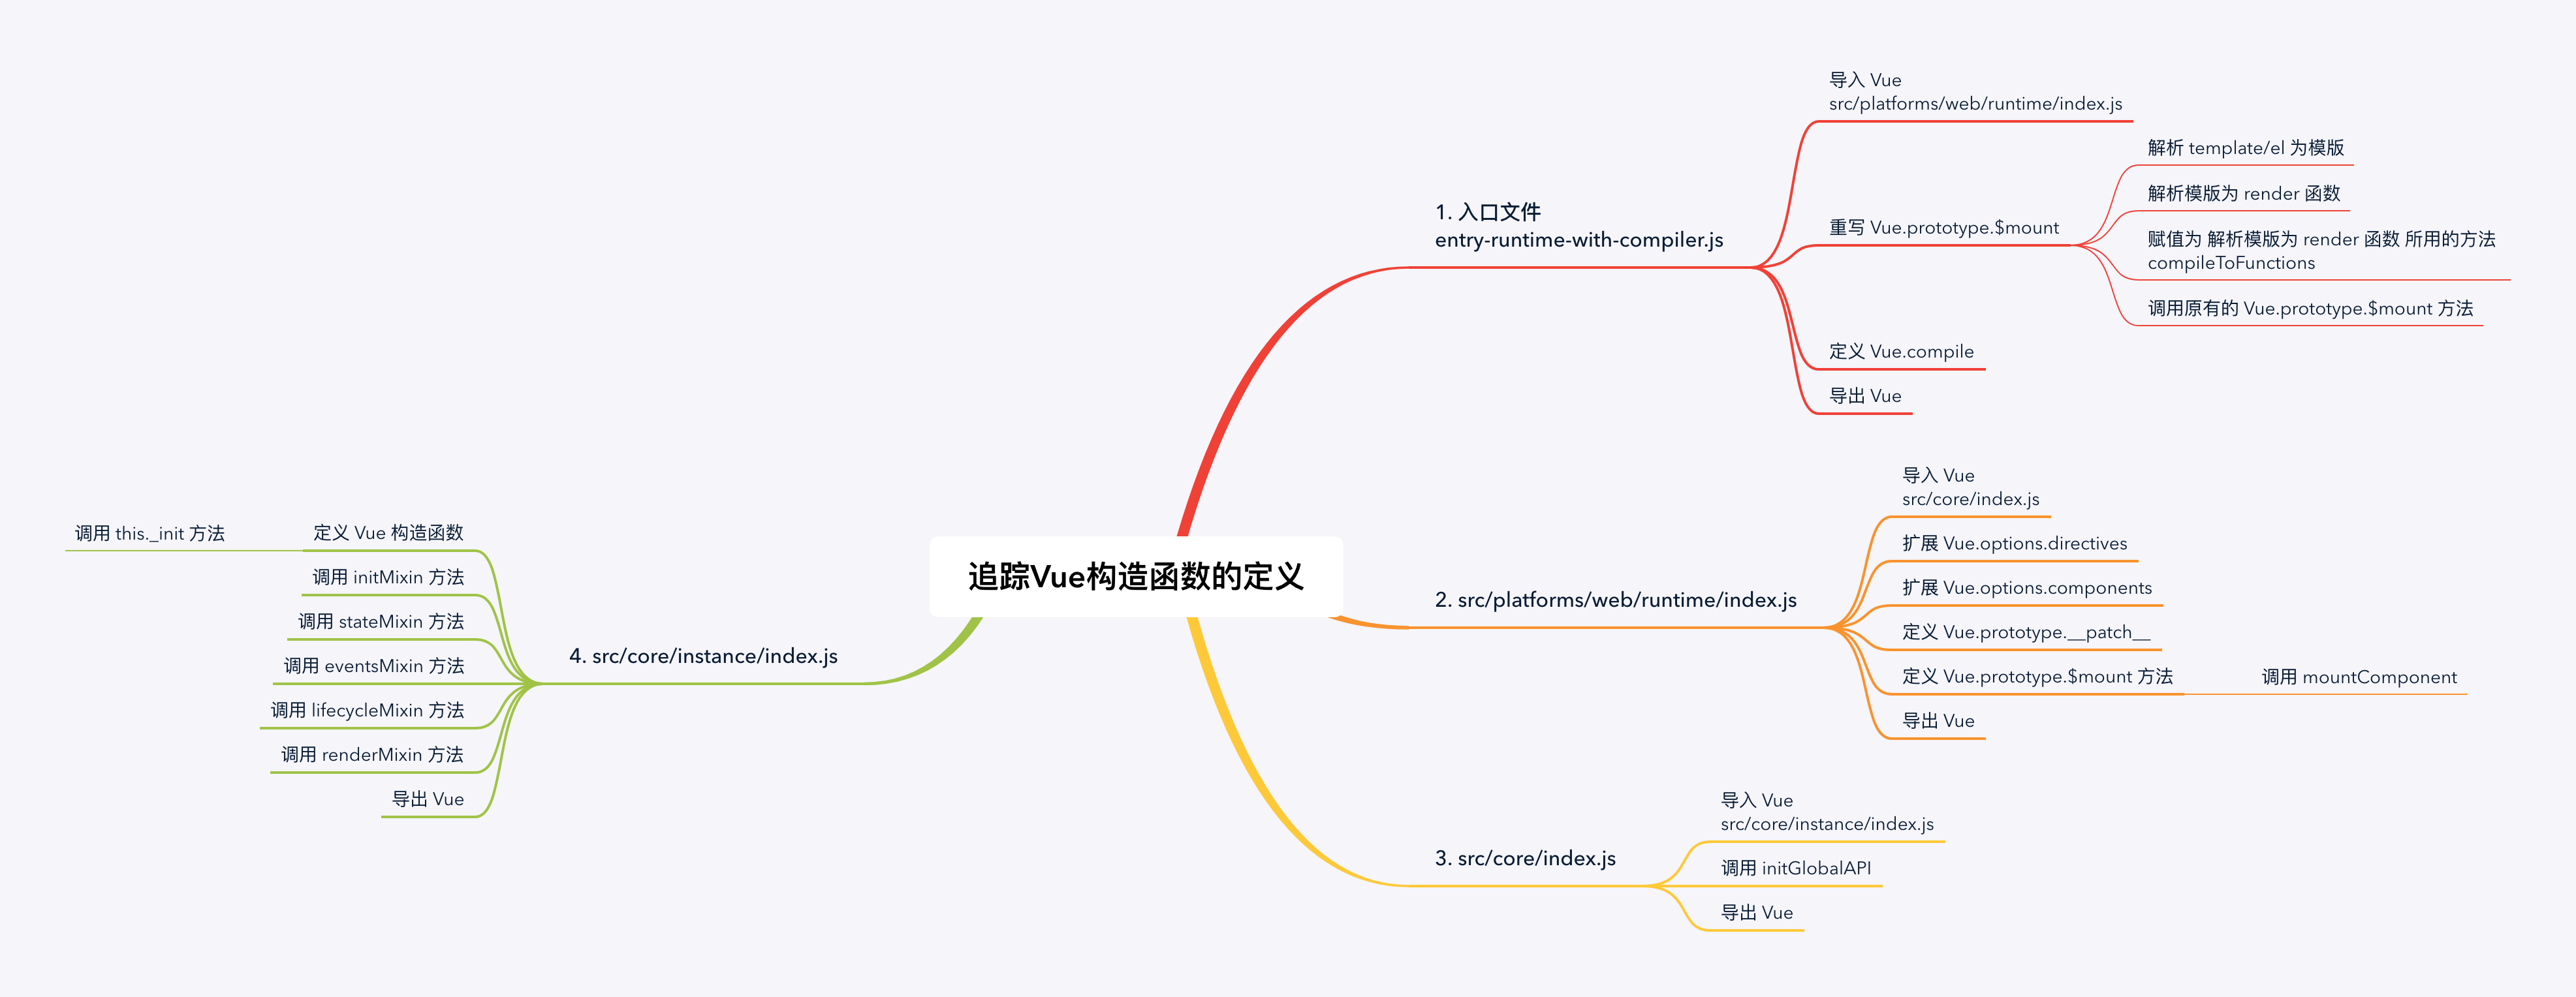 追踪Vue构造函数的定义
1. 入口文件
entry-runtime-with-compiler.js
导入 Vue
src/platforms/web/runtime/index.js
重写 Vue.prototype.$mount
解析 template/el 为模版
解析模版为 render 函数
赋值为 解析模版为 render 函数 所用的方法
compileToFunctions
调用原有的 Vue.prototype.$mount 方法
定义 Vue.compile
导出 Vue
2. src/platforms/web/runtime/index.js
导入 Vue
src/core/index.js
扩展 Vue.options.directives
扩展 Vue.options.components
定义 Vue.prototype.__patch__
定义 Vue.prototype.$mount 方法
调用 mountComponent
导出 Vue
3. src/core/index.js
导入 Vue
src/core/instance/index.js
调用 initGlobalAPI
导出 Vue
4. src/core/instance/index.js
定义 Vue 构造函数
调用 this._init 方法
调用 initMixin 方法
调用 stateMixin 方法
调用 eventsMixin 方法
调用 lifecycleMixin 方法
调用 renderMixin 方法
导出 Vue